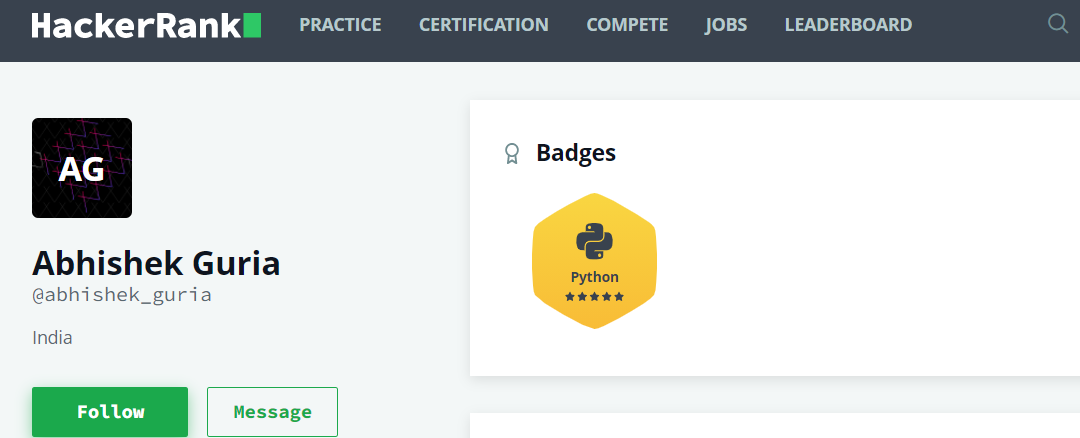 HackerRank PRACTICE CERTIFICATION COMPETE JOBS LEADERBOARD
AG
Abhishek Guria
@abhishek_guria
India
Follow Message
Badges
Python